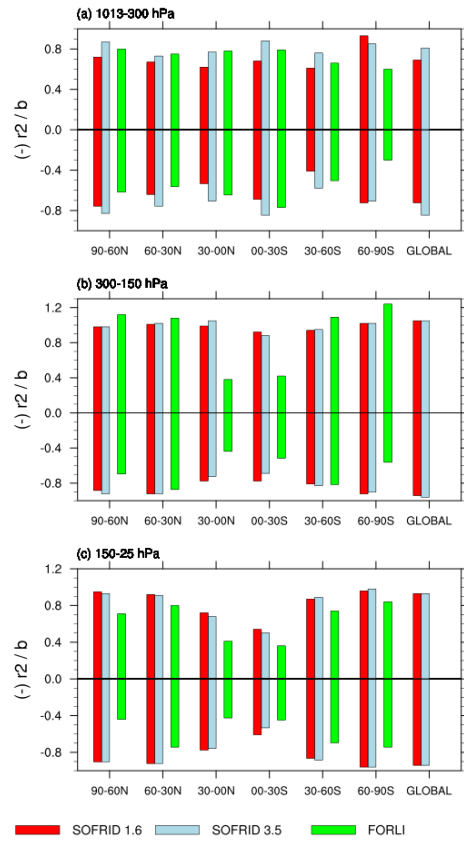 (a) 1013-300 hPa
0.8
0.4
0.0
-0.4
-0.8
(-) r2 / b
90-60N 60-30N 30-00N 00-30S 30-60S 60-90S GLOBAL
(b) 300-150 hPa
1.2
0.8
0.4
0.0
-0.4
-0.8
(-) r2 / b
90-60N 60-30N 30-00N 00-30S 30-60S 60-90S GLOBAL
(c) 150-25 hPa
1.2
0.8
0.4
0.0
-0.4
-0.8
(-) r2 / b
90-60N 60-30N 30-00N 00-30S 30-60S 60-90S GLOBAL
SOFRID 1.6 SOFRID 3.5 FORLI